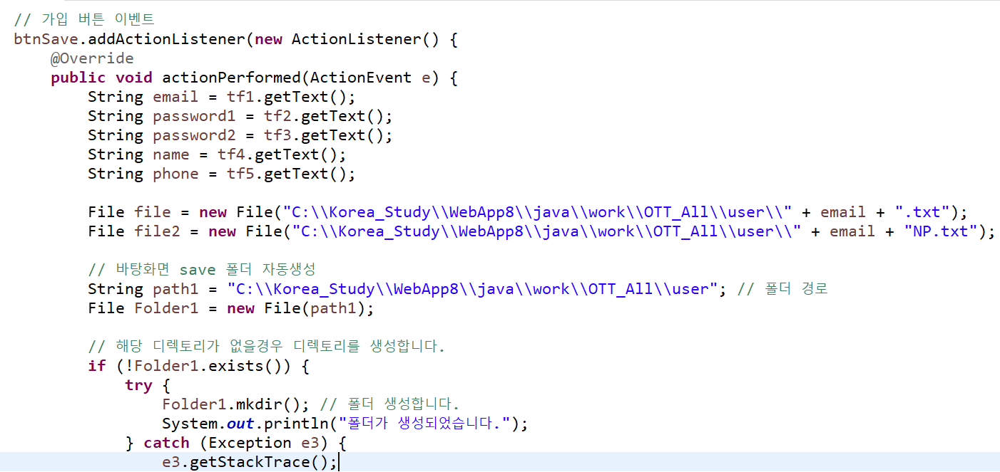 // 가입 버튼 이벤트
btnSave.addActionListener(new ActionListener() {
@Override
public void actionPerformed(ActionEvent e) {
String email = tf1.getText();
String password1 = tf2.getText();
String password2 = tf3.getText();
String name = tf4.getText();
String phone = tf5.getText();
File file = new File("C:\\Korea_Study\\WebApp8\\java\\work\\OTT_All\\user\\" + email + ".txt");
File file2 = new File("C:\\Korea_Study\\WebApp8\\java\\work\\OTT_All\\user\\" + email + "NP.txt");
// 바탕화면 save 폴더 자동생성
String path1 = "C:\\Korea_Study\\WebApp8\\java\\work\\OTT_All\\user"; // 폴더 경로
File Folder1 = new File(path1);
// 해당 디렉토리가 없을경우 디렉토리를 생성합니다.
if (!Folder1.exists()) {
try {
Folder1.mkdir(); // 폴더 생성합니다.
System.out.println("폴더가 생성되었습니다.");
} catch (Exception e3) {
e3.getStackTrace();